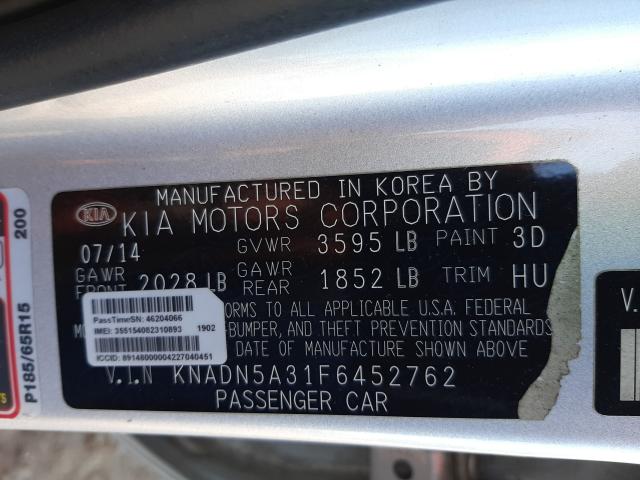 MANUFACTURED IN KOREA BY
KIA KIA MOTORS CORPORATION
07/14 GVWR 3595 LB PAINT 3D
GAWR FRONT 2028 LB GAWR REAR 1852 LB TRIM HU
FORMS TO ALL APPLICABLE U.S.A. FEDERAL
BUMPER, AND THEFT PREVENTION STANDARDS
DATE OF MANUFACTURE SHOWN ABOVE
V.I.N KNADN5A31F6452762
PASSENGER CAR
PassTimeSN: 46204066
IMEI: 355154082310893 1902
ICCID: 89148000004227040451
P185/65R15 200
V.